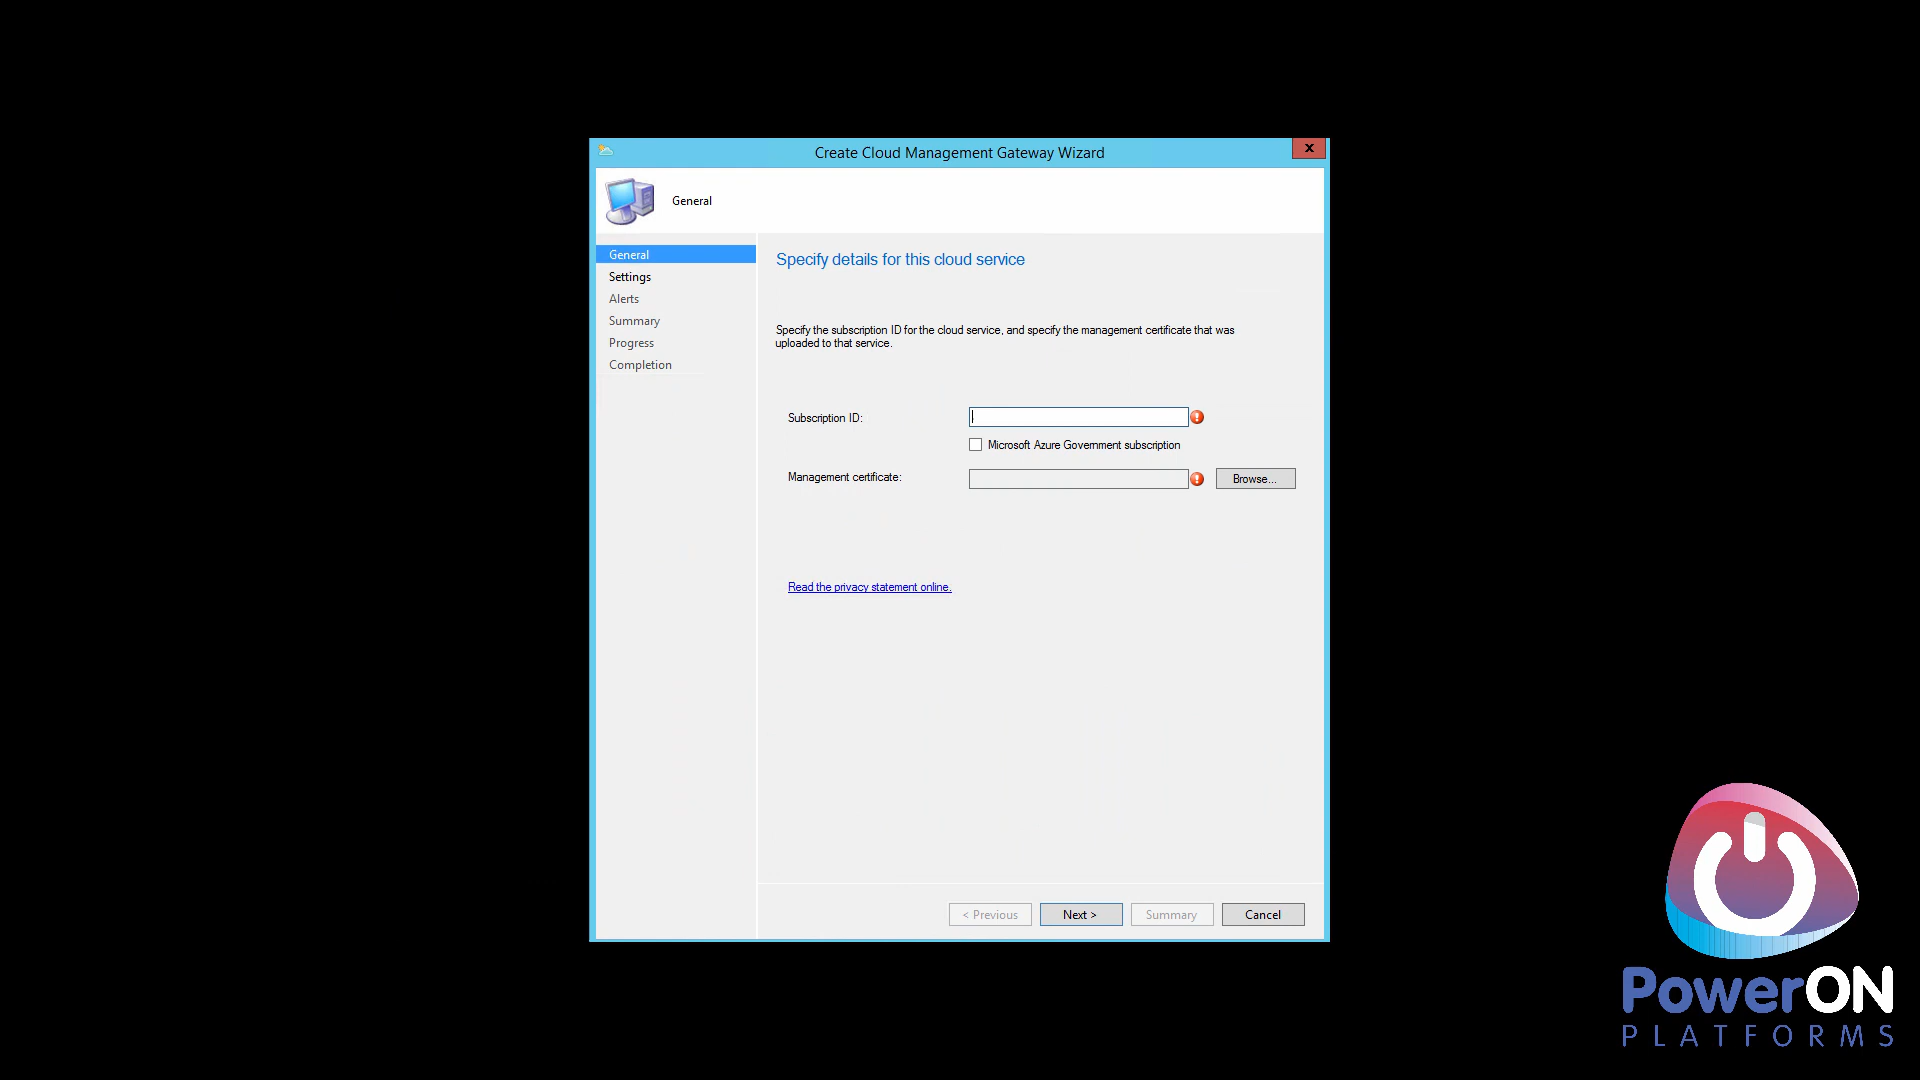 Create Cloud Management Gateway Wizard
X
General
General
Settings
Alerts
Summary
Progress
Completion
Specify details for this cloud service
Specify the subscription ID for the cloud service, and specify the management certificate that was
uploaded to that service.
Subscription ID:
Microsoft Azure Government subscription
Management certificate:
Browse...
Read the privacy statement online.
< Previous
Next >
Summary
Cancel
PowerON
PLATFORMS